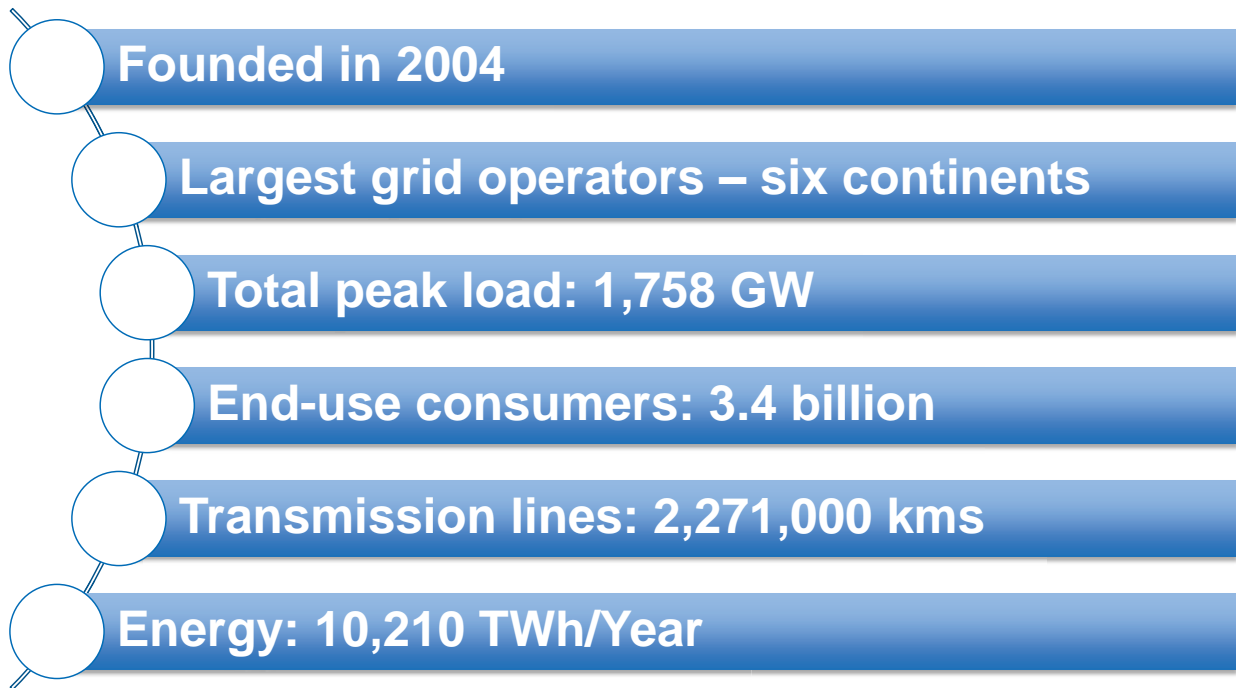 Founded in 2004
Largest grid operators – six continents
Total peak load: 1,758 GW
End-use consumers: 3.4 billion
Transmission lines: 2,271,000 kms
Energy: 10,210 TWh/Year